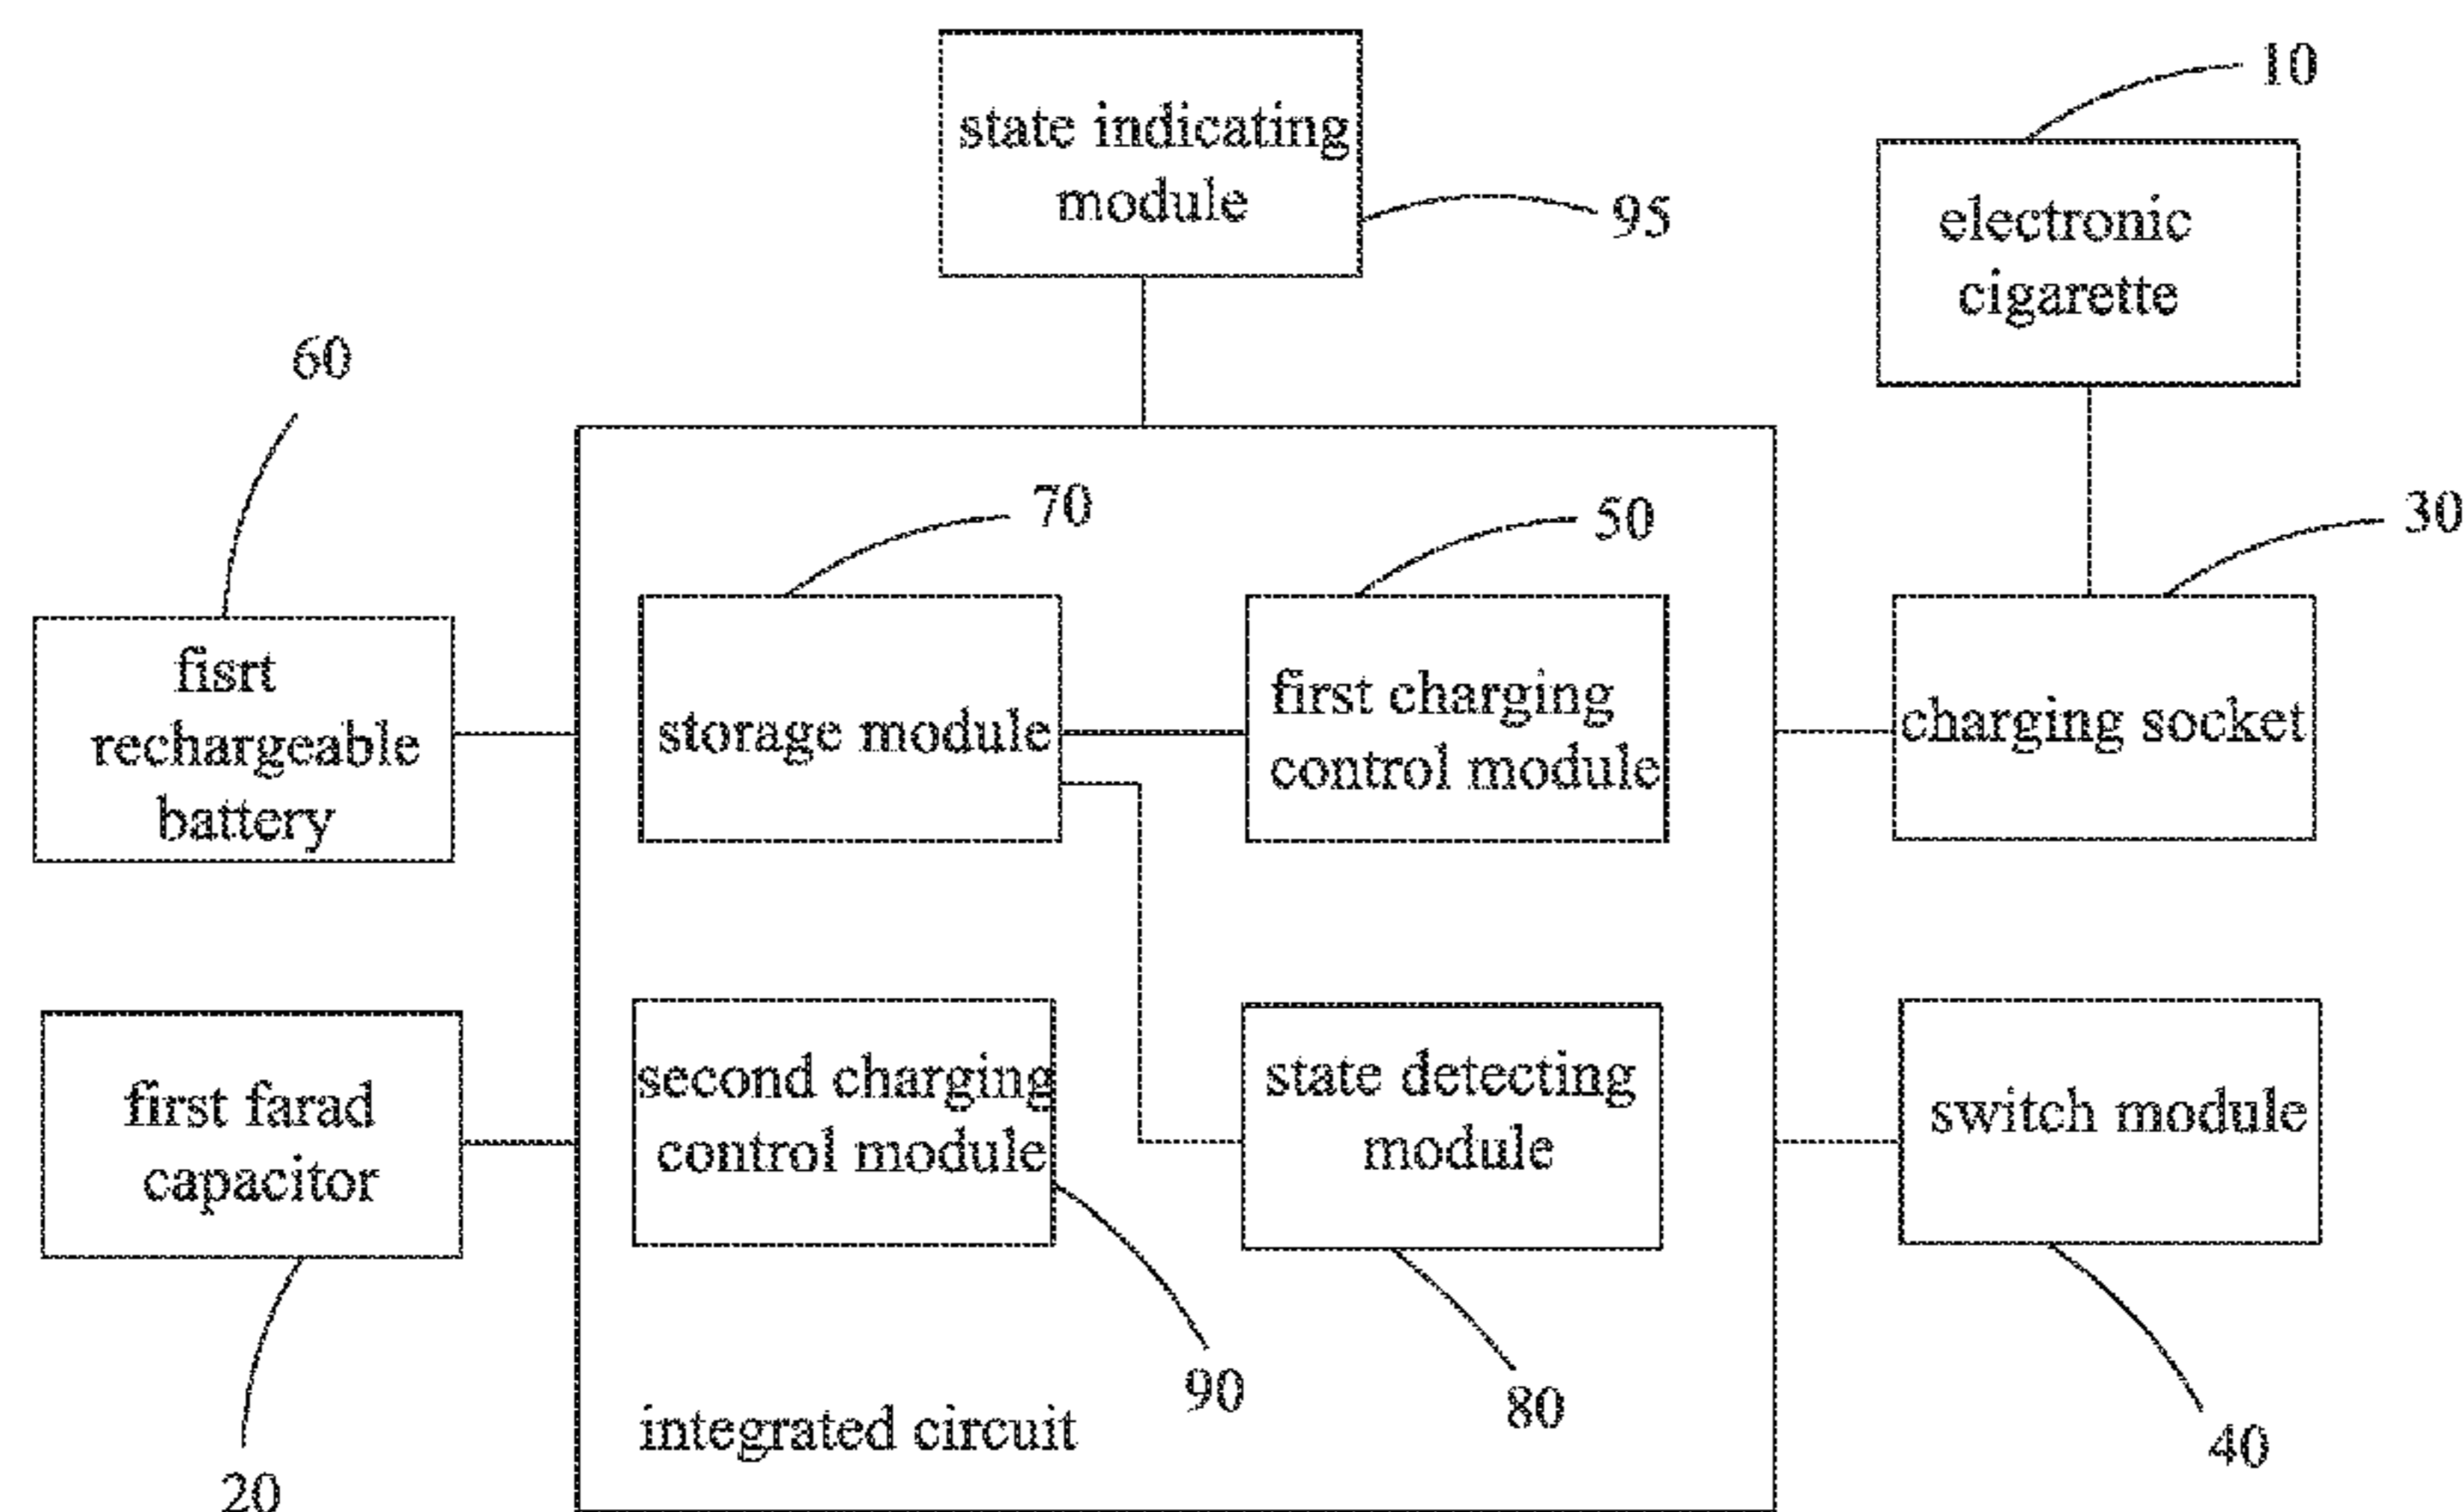 10
state indicating
module
95
electronic
cigarette
60
70
50
30
fisrt
rechargeable
battery
storage module
first charging
control module
charging socket
first farad
capacitor
second charging
control module
state detecting
module
switch module
90
80
40
integrated circuit
20